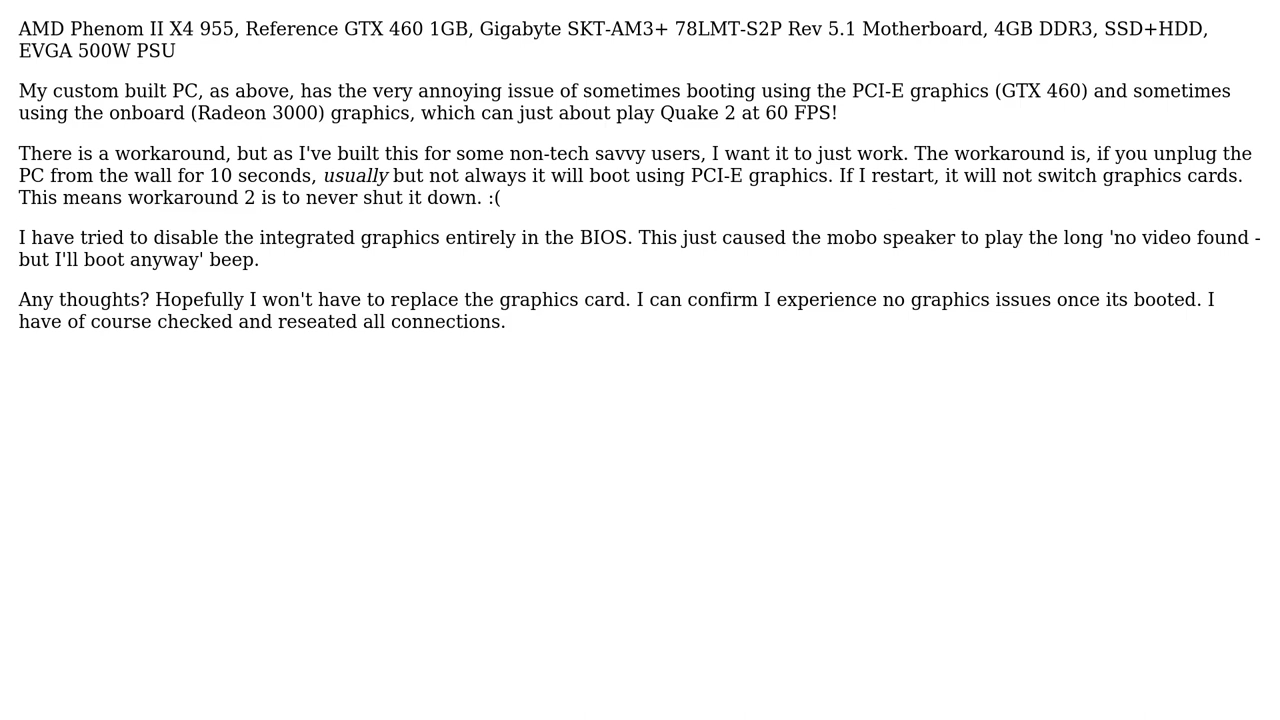 AMD Phenom II X4 955, Reference GTX 460 1GB, Gigabyte SKT-AM3+ 78LMT-S2P Rev 5.1 Motherboard, 4GB DDR3, SSD+HDD,
EVGA 500W PSU
My custom built PC, as above, has the very annoying issue of sometimes booting using the PCI-E graphics (GTX 460) and sometimes
using the onboard (Radeon 3000) graphics, which can just about play Quake 2 at 60 FPS!
There is a workaround, but as I've built this for some non-tech savvy users, I want it to just work. The workaround is, if you unplug the
PC from the wall for 10 seconds, usually but not always it will boot using PCI-E graphics. If I restart, it will not switch graphics cards.
This means workaround 2 is to never shut it down. :(
I have tried to disable the integrated graphics entirely in the BIOS. This just caused the mobo speaker to play the long 'no video found -
but I'll boot anyway' beep.
Any thoughts? Hopefully I won't have to replace the graphics card. I can confirm I experience no graphics issues once its booted. I
have of course checked and reseated all connections.